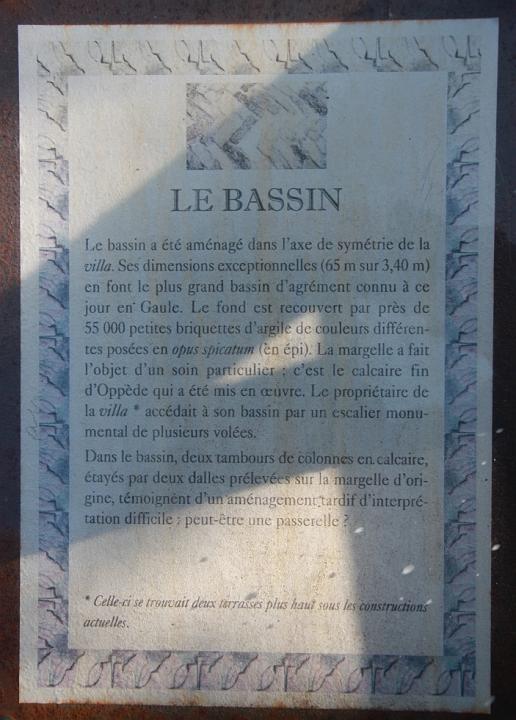 LE BASSIN
Le bassin a été aménagé dans l'axe de symétrie de la
villa. Ses dimensions exceptionnelles (65 m sur 3,40 m)
en font le plus grand bassin d'agrément connu à ce
jour en Gaule. Le fond est recouvert par près de
55 000 petites briquettes d'argile de couleurs différen-
tes posées en opus spicatum (en épi). La margelle a fait
l'objet d'un soin particulier : c'est le calcaire fin
d'Oppède qui a été mis en œuvre. Le propriétaire de
la villa * accédait à son bassin par un escalier monu-
mental de plusieurs volées.
Dans le bassin, deux tambours de colonnes en calcaire,
étayés par deux dalles prélevées sur la margelle d'ori-
gine, témoignent d'un aménagement tardif d'interpré-
tation difficile : peut-être une passerelle ?
* Celle-ci se trouvait deux terrasses plus haut sous les constructions
actuelles.